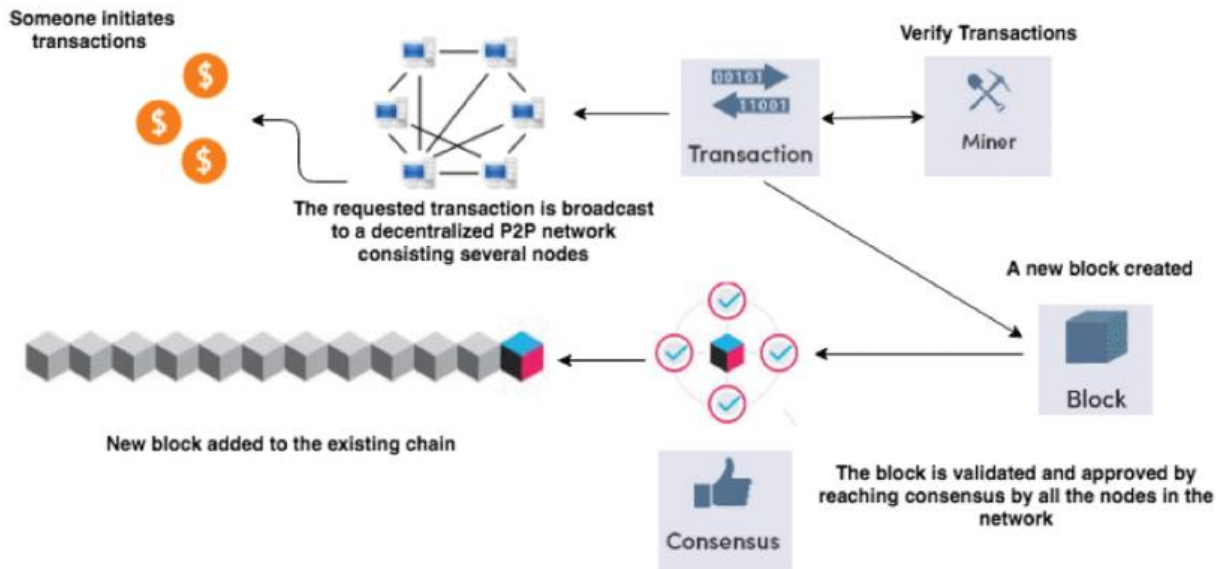 Someone initiates
transactions
$
$
$
The requested transaction is broadcast
to a decentralized P2P network
consisting several nodes
00101
11001
Transaction
Verify Transactions
Miner
A new block created
Block
The block is validated and approved by
reaching consensus by all the nodes in the
network
Consensus
New block added to the existing chain